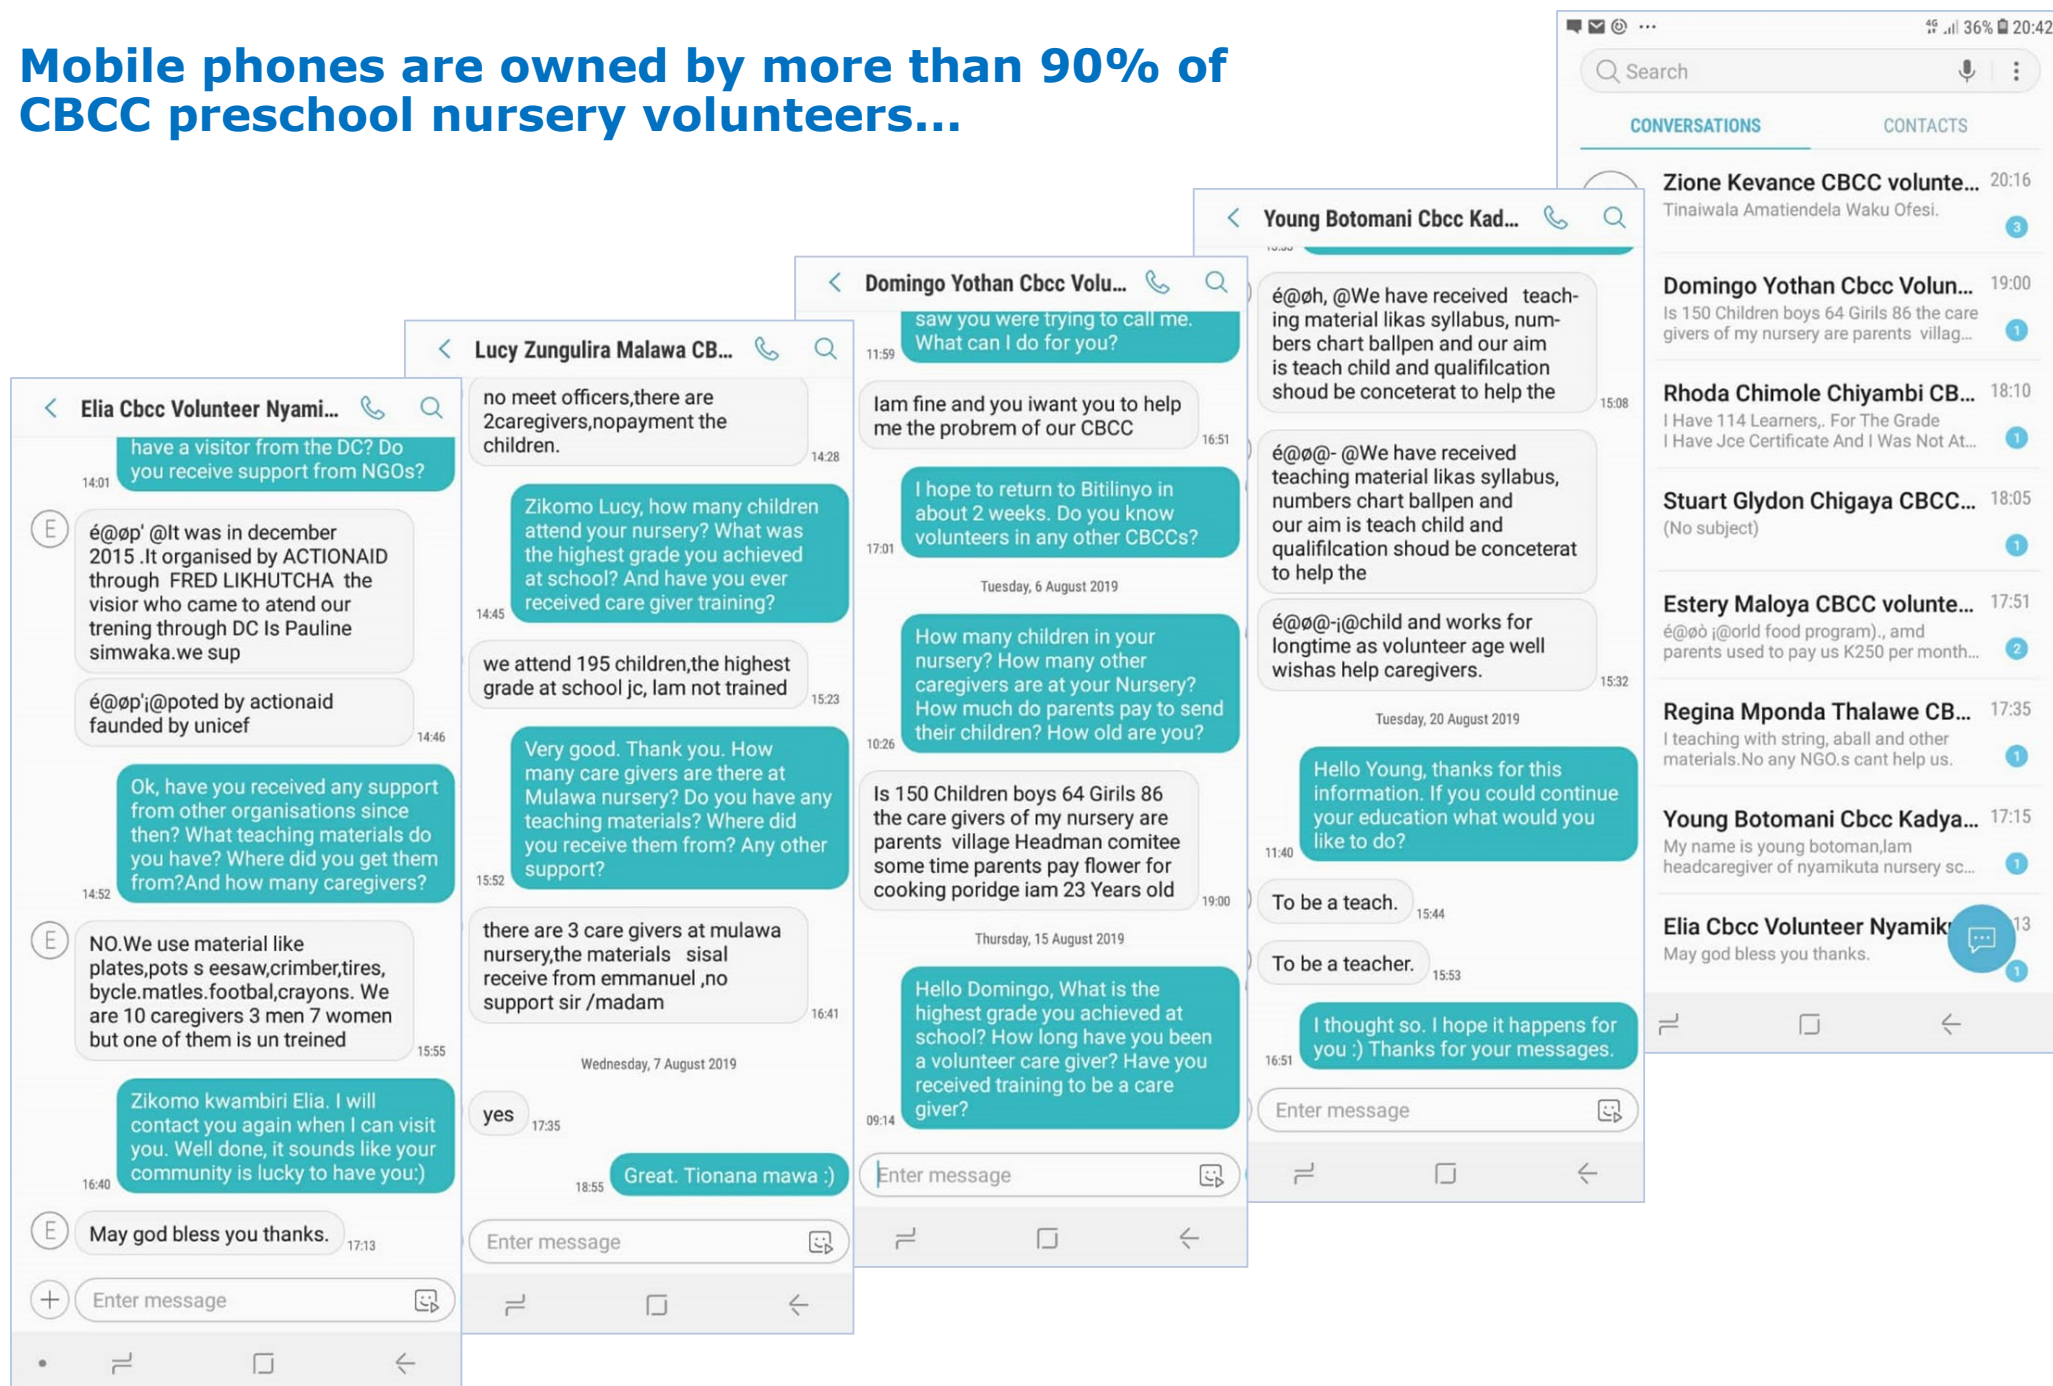 Mobile phones are owned by more than 90% of
CBCC preschool nursery volunteers...
Elia Cbcc Volunteer Nyami...
have a visitor from the DC? Do
you receive support from NGOs?
14:01
E
é@øp' @It was in december
2015 .It organised by ACTIONAID
through FRED LIKHUTCHA the
visior who came to atend our
trening through DC Is Pauline
simwaka.we sup
é@øp'¡@poted by actionaid
faunded by unicef
14:46
Ok, have you received any support
from other organisations since
then? What teaching materials do
you have? Where did you get them
from?And how many caregivers?
14:52
E
NO.We use material like
plates,pots s eesaw,crimber,tires,
bycle.matles.footbal,crayons. We
are 10 caregivers 3 men 7 women
but one of them is un treined
15:55
Zikomo kwambiri Elia. I will
contact you again when I can visit
you. Well done, it sounds like your
community is lucky to have you:)
16:40
E
May god bless you thanks.
17:13
Enter message
Lucy Zungulira Malawa CB...
no meet officers,there are
2caregivers,nopayment the
children.
14:28
Zikomo Lucy, how many children
attend your nursery? What was
the highest grade you achieved
at school? And have you ever
received care giver training?
14:45
we attend 195 children,the highest
grade at school jc, Iam not trained
15:23
Very good. Thank you. How
many care givers are there at
Mulawa nursery? Do you have any
teaching materials? Where did
you receive them from? Any other
support?
15:52
there are 3 care givers at mulawa
nursery,the materials sisal
receive from emmanuel ,no
support sir /madam
16:41
Wednesday, 7 August 2019
yes
17:35
Great. Tionana mawa :)
18:55
Enter message
Domingo Yothan Cbcc Volu...
saw you were trying to call me.
What can I do for you?
11:59
Iam fine and you iwant you to help
me the probrem of our CBCC
16:51
I hope to return to Bitilinyo in
about 2 weeks. Do you know
volunteers in any other CBCCs?
17:01
Tuesday, 6 August 2019
How many children in your
nursery? How many other
caregivers are at your Nursery?
How much do parents pay to send
their children? How old are you?
10:26
Is 150 Children boys 64 Girils 86
the care givers of my nursery are
parents village Headman comitee
some time parents pay flower for
cooking poridge iam 23 Years old
19:00
Thursday, 15 August 2019
Hello Domingo, What is the
highest grade you achieved at
school? How long have you been
a volunteer care giver? Have you
received training to be a care
giver?
09:14
Enter message
Young Botomani Cbcc Kad...
é@øh, @We have received teach-
ing material likas syllabus, num-
bers chart ballpen and our aim
is teach child and qualifilcation
shoud be conceterat to help the
15:08
é@ø@- @We have received
teaching material likas syllabus,
numbers chart ballpen and
our aim is teach child and
qualifilcation shoud be conceterat
to help the
é@ø@-¡@child and works for
longtime as volunteer age well
wishas help caregivers.
15:32
Tuesday, 20 August 2019
Hello Young, thanks for this
information. If you could continue
your education what would you
like to do?
11:40
To be a teach.
15:44
To be a teacher.
15:53
I thought so. I hope it happens for
you :) Thanks for your messages.
16:51
Enter message
4G 36% 20:42
Search
CONVERSATIONS CONTACTS
Zione Kevance CBCC volunte... 20:16
Tinaiwala Amatiendela Waku Ofesi.
3
Domingo Yothan Cbcc Volun... 19:00
Is 150 Children boys 64 Girils 86 the care
givers of my nursery are parents villag...
1
Rhoda Chimole Chiyambi CB... 18:10
I Have 114 Learners,. For The Grade
I Have Jce Certificate And I Was Not At...
1
Stuart Glydon Chigaya CBCC... 18:05
(No subject)
1
Estery Maloya CBCC volunte... 17:51
é@øò ¡@orld food program)., amd
parents used to pay us K250 per month...
2
Regina Mponda Thalawe CB... 17:35
I teaching with string, aball and other
materials.No any NGO.s cant help us.
1
Young Botomani Cbcc Kadya... 17:15
My name is young botoman,Iam
headcaregiver of nyamikuta nursery sc...
1
Elia Cbcc Volunteer Nyamik 13
May god bless you thanks.
1